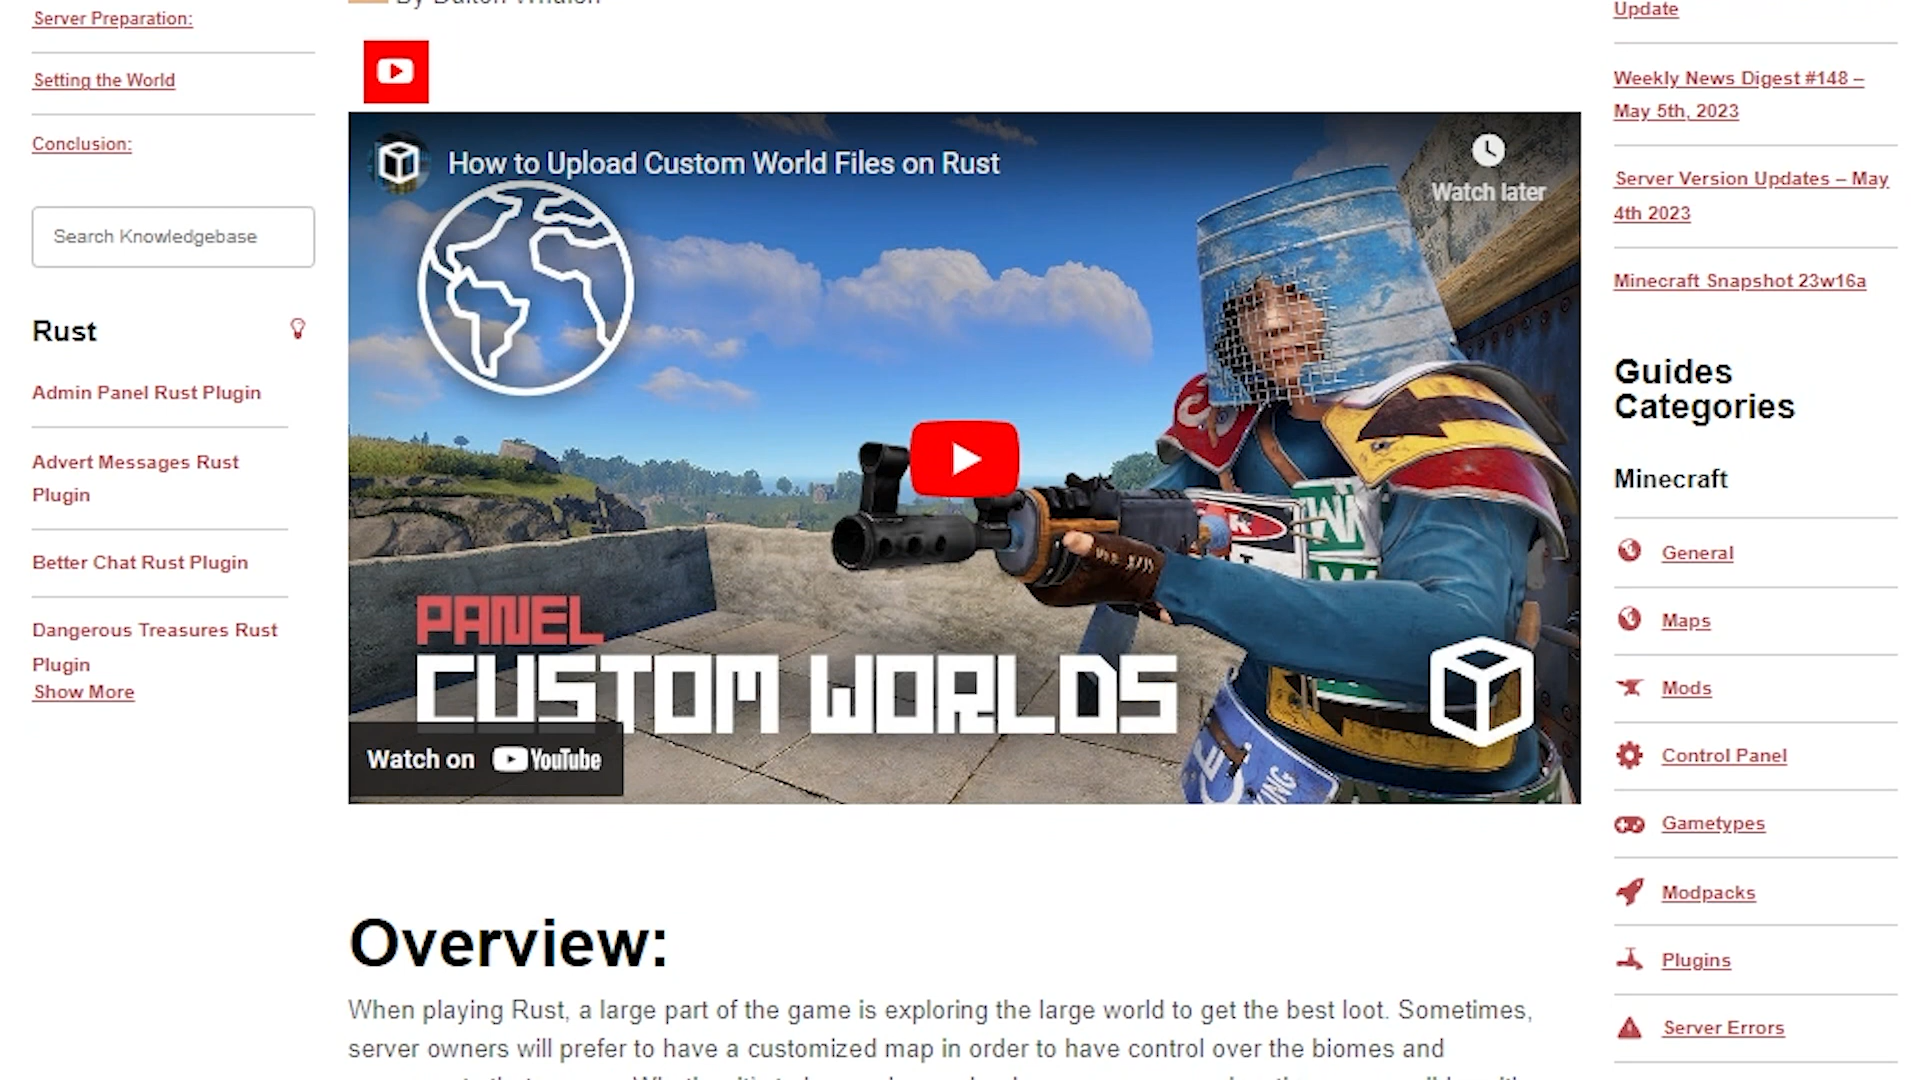 Server Preparation:
Setting the World
Conclusion:
Search Knowledgebase
Rust
Admin Panel Rust Plugin
Advert Messages Rust
Plugin
Better Chat Rust Plugin
Dangerous Treasures Rust
Plugin
Show More
How to Upload Custom World Files on Rust
Watch later
PANEL
CUSTOM WORLDS
Watch on YouTube
Overview:
When playing Rust, a large part of the game is exploring the large world to get the best loot. Sometimes,
server owners will prefer to have a customized map in order to have control over the biomes and
Update
Weekly News Digest #148 –
May 5th, 2023
Server Version Updates – May
4th 2023
Minecraft Snapshot 23w16a
Guides
Categories
Minecraft
General
Maps
Mods
Control Panel
Gametypes
Modpacks
Plugins
Server Errors